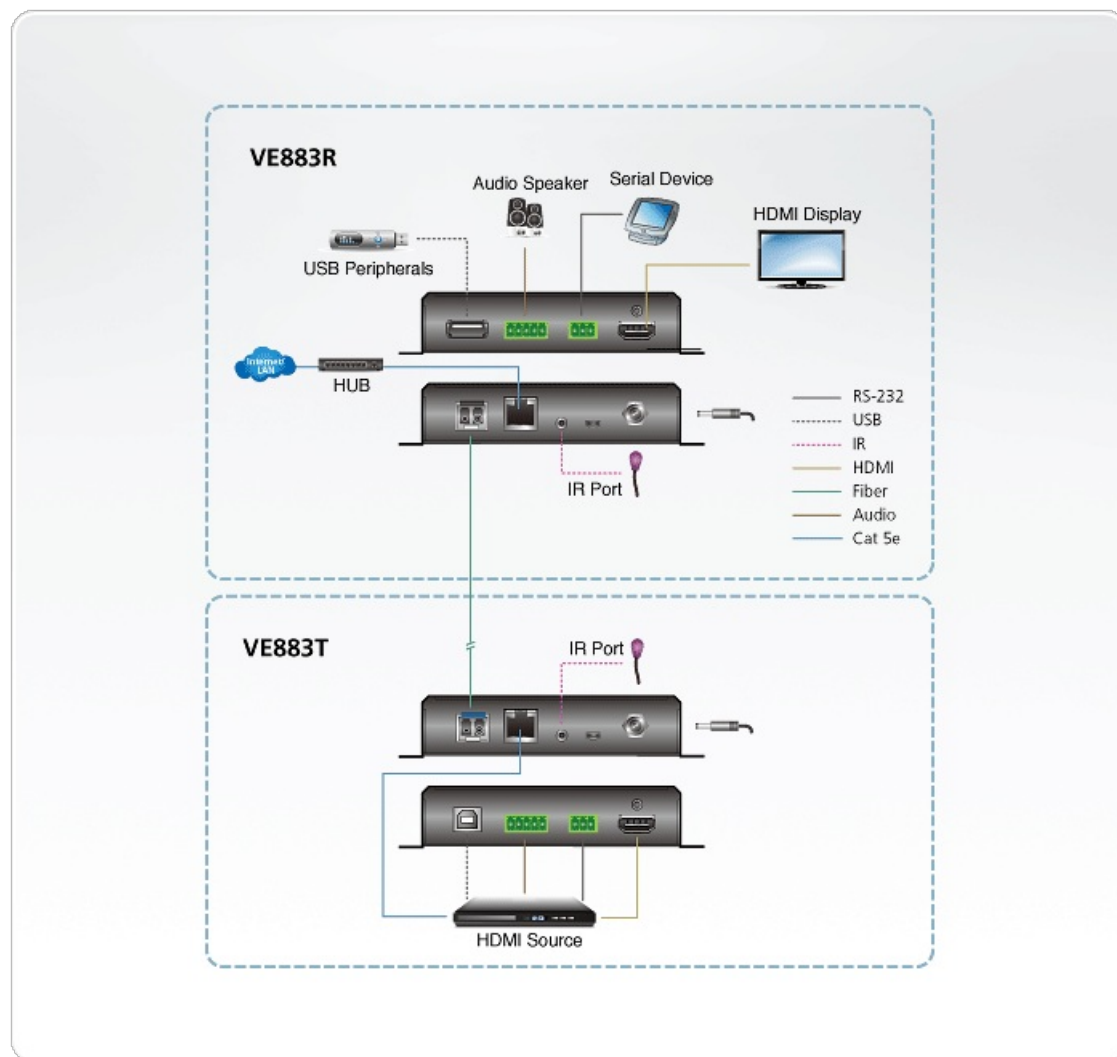 VE883R
Audio Speaker
Serial Device
HDMI Display
USB Peripherals
Internet/
LAN
HUB
IR Port
RS-232
USB
IR
HDMI
Fiber
Audio
Cat 5e
VE883T
IR Port
HDMI Source